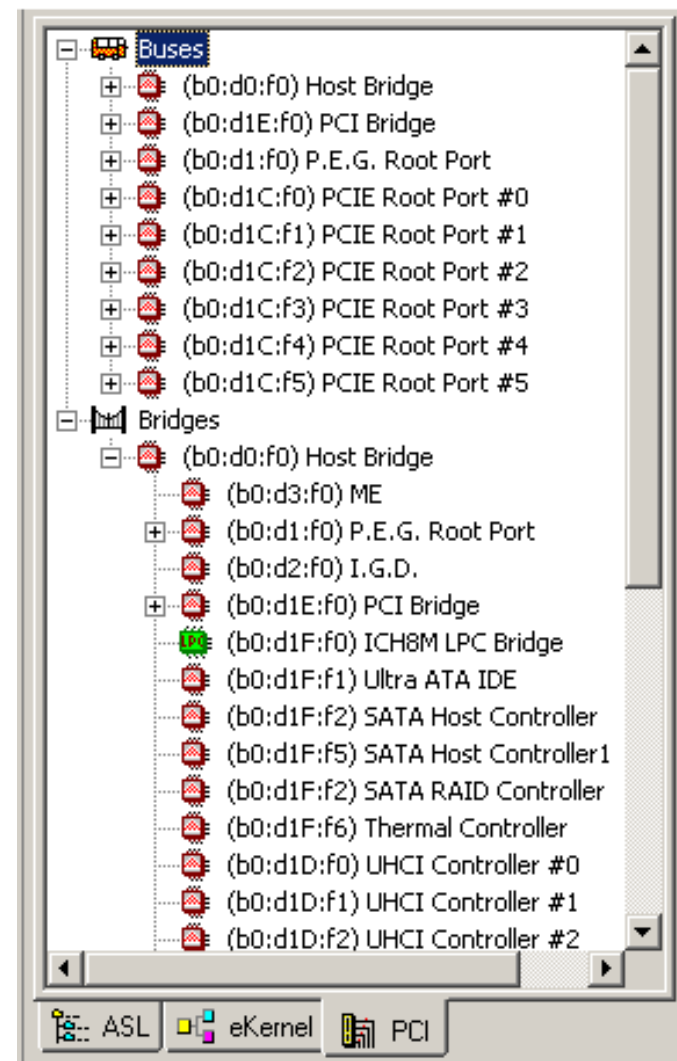 Buses
(b0:d0:f0) Host Bridge
(b0:d1E:f0) PCI Bridge
(b0:d1:f0) P.E.G. Root Port
(b0:d1C:f0) PCIE Root Port #0
(b0:d1C:f1) PCIE Root Port #1
(b0:d1C:f2) PCIE Root Port #2
(b0:d1C:f3) PCIE Root Port #3
(b0:d1C:f4) PCIE Root Port #4
(b0:d1C:f5) PCIE Root Port #5
Bridges
(b0:d0:f0) Host Bridge
(b0:d3:f0) ME
(b0:d1:f0) P.E.G. Root Port
(b0:d2:f0) I.G.D.
(b0:d1E:f0) PCI Bridge
LPC (b0:d1F:f0) ICH8M LPC Bridge
(b0:d1F:f1) Ultra ATA IDE
(b0:d1F:f2) SATA Host Controller
(b0:d1F:f5) SATA Host Controller1
(b0:d1F:f2) SATA RAID Controller
(b0:d1F:f6) Thermal Controller
(b0:d1D:f0) UHCI Controller #0
(b0:d1D:f1) UHCI Controller #1
(b0:d1D:f2) UHCI Controller #2
ASL eKernel PCI